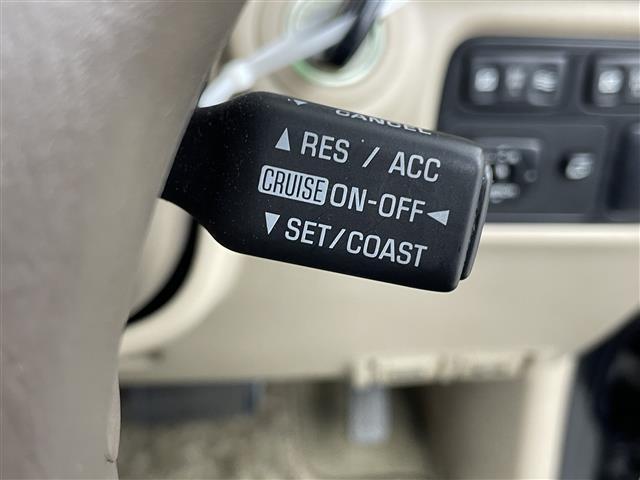 CANCEL
▲ RES / ACC
CRUISE ON-OFF ◀
▼ SET/COAST